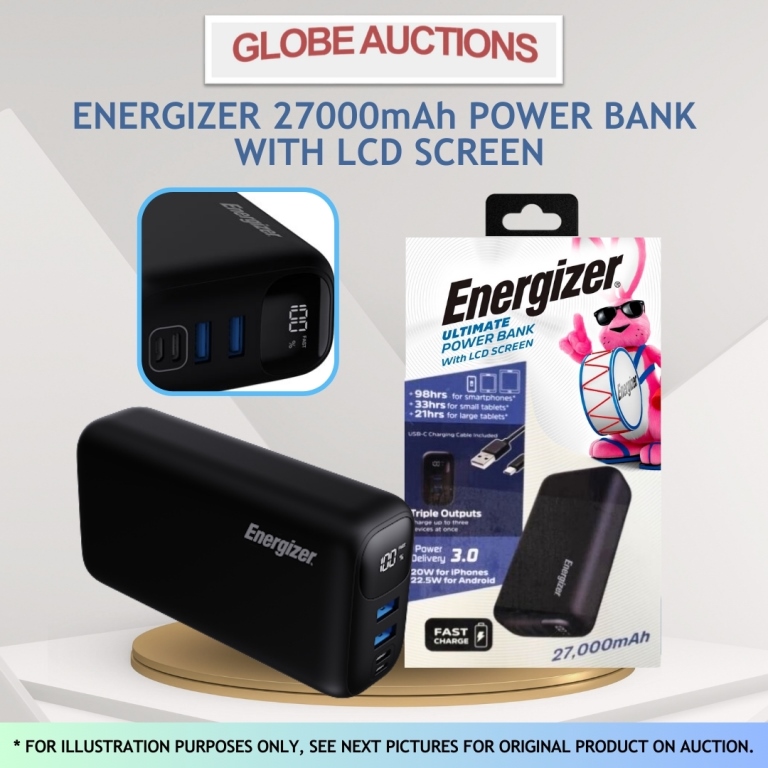 GLOBE AUCTIONS
ENERGIZER 27000mAh POWER BANK
WITH LCD SCREEN
Energizer
100
FAST
%
Energizer®
ULTIMATE
POWER BANK
With LCD SCREEN
98hrs for smartphones*
33hrs for small tablets*
21hrs for large tablets*
USB-C Charging Cable Included
Energizer
Triple Outputs
Charge up to three
devices at once
Power
Delivery 3.0
20W for iPhones
22.5W for Android
FAST
CHARGE
Energizer
27,000mAh
Energizer.
100
FAST
%
* FOR ILLUSTRATION PURPOSES ONLY, SEE NEXT PICTURES FOR ORIGINAL PRODUCT ON AUCTION.